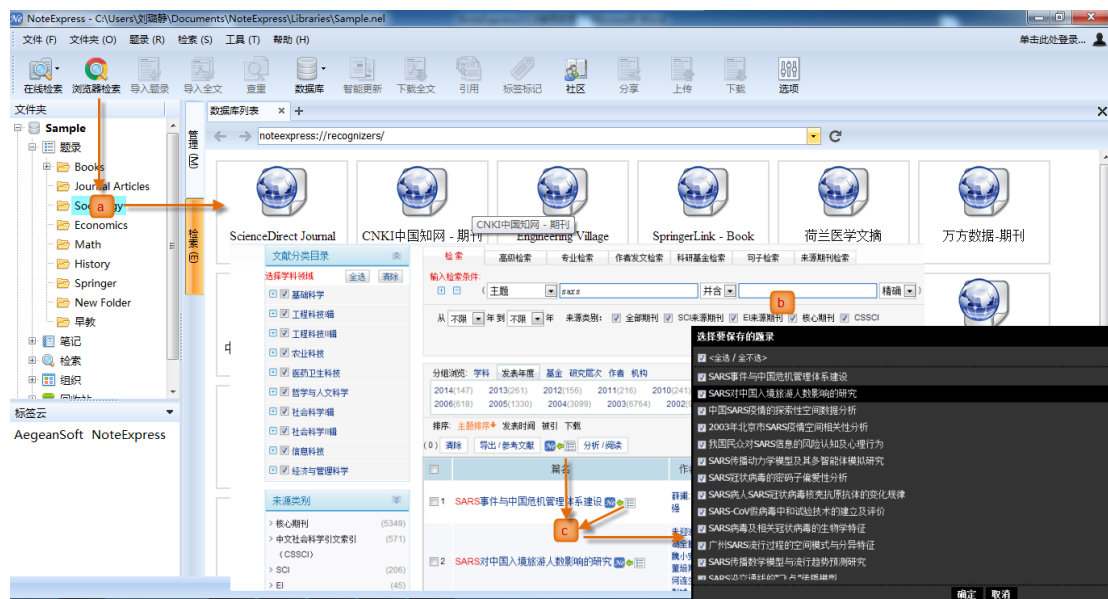 NoteExpress - C:\Users\刘璐静\Documents\NoteExpress\Libraries\Sample.nel
文件 (F) 文件夹 (O) 题录 (R) 检索 (S) 工具 (T) 帮助 (H) 单击此处登录...
在线检索 浏览器检索 导入题录 导入全文 查重 数据库 智能更新 下载全文 引用 标签标记 社区 分享 上传 下载 选项
文件夹
数据库列表 × +
Sample
题录
Books
Journal Articles
a
Economics
Math
History
Springer
New Folder
早教
笔记
检索
组织
标签云
AegeanSoft NoteExpress
管理 (M)
检索 (E)
noteexpress://recognizers/
CNKI中国知网 - 期刊
ScienceDirect Journal CNKI中国知网 - 期刊 Engineering Village SpringerLink - Book 荷兰医学文摘 万方数据-期刊
文献分类目录
选择学科领域 全选 清除
基础科学
工程科技I辑
工程科技II辑
农业科技
医药卫生科技
哲学与人文科学
社会科学I辑
社会科学II辑
信息科技
经济与管理科学
来源类别
核心期刊 (5349)
中文社会科学引文索引 (571)
(CSSCI)
SCI (206)
EI (45)
检索 高级检索 专业检索 作者发文检索 科研基金检索 句子检索 来源期刊检索
输入检索条件:
( 主题 sars 并含 精确 )
b
从 不限 年 到 不限 年 来源类别: 全部期刊 SCI来源期刊 EI来源期刊 核心期刊 CSSCI
分组浏览: 学科 发表年度 基金 研究层次 作者 机构
2014(147) 2013(261) 2012(156) 2011(216) 2010(241)
2006(618) 2005(1330) 2004(3099) 2003(6764)
排序: 主题排序 发表时间 被引 下载
(0) 清除 导出/参考文献 分析/阅读
篇名
1 SARS事件与中国危机管理体系建设
c
2 SARS对中国入境旅游人数影响的研究
选择要保存的题录
<全选 / 全不选>
SARS事件与中国危机管理体系建设
SARS对中国入境旅游人数影响的研究
中国SARS疫情的探索性空间数据分析
2003年北京市SARS疫情空间相关性分析
我国民众对SARS信息的风险认知及心理行为
SARS传播动力学模型及其多智能体模拟研究
SARS冠状病毒的密码子偏爱性分析
SARS病人SARS冠状病毒核壳抗原抗体的变化规律
SARS-CoV假病毒中和试验技术的建立及评价
SARS病毒及相关冠状病毒的生物学特征
广州SARS流行过程的空间模式与分异特征
SARS传播数学模型与流行趋势预测研究
确定 取消